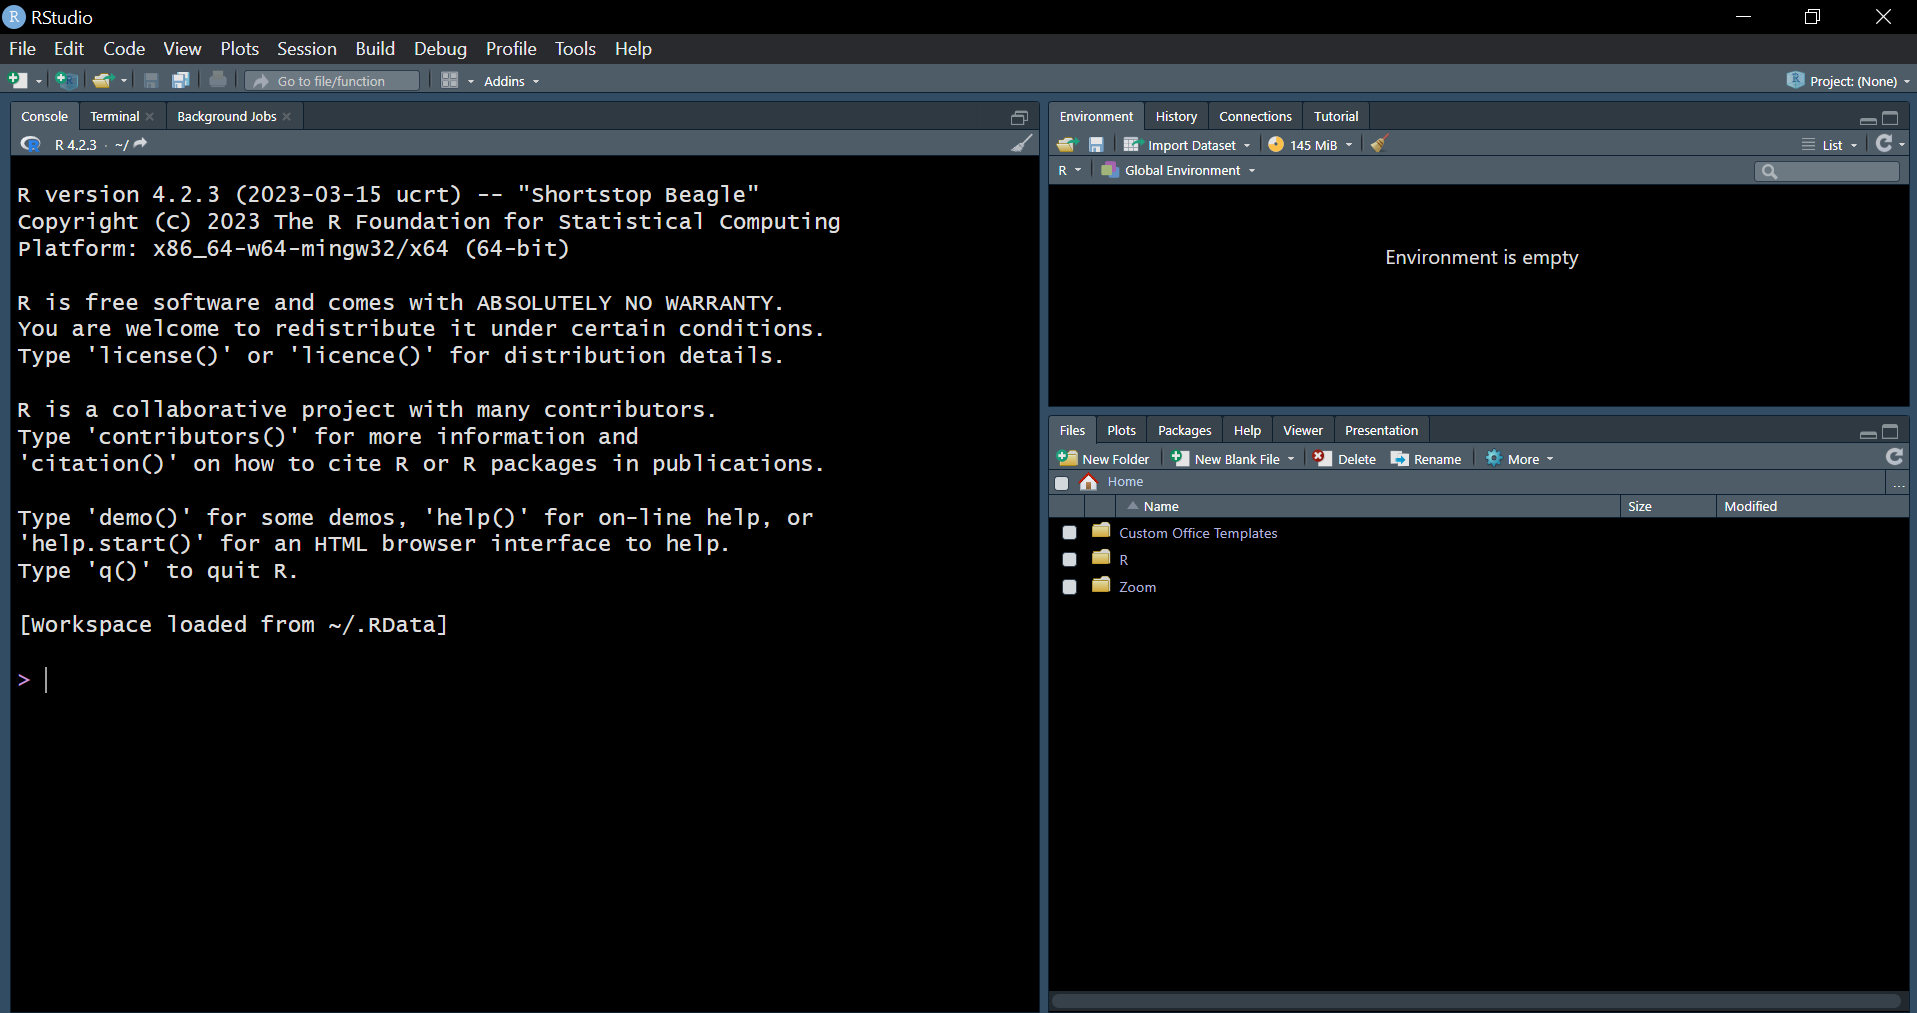 RStudio
File Edit Code View Plots Session Build Debug Profile Tools Help
Go to file/function Addins Project: (None)
Console Terminal Background Jobs
R 4.2.3 · ~/
R version 4.2.3 (2023-03-15 ucrt) -- "Shortstop Beagle"
Copyright (C) 2023 The R Foundation for Statistical Computing
Platform: x86_64-w64-mingw32/x64 (64-bit)
R is free software and comes with ABSOLUTELY NO WARRANTY.
You are welcome to redistribute it under certain conditions.
Type 'license()' or 'licence()' for distribution details.
R is a collaborative project with many contributors.
Type 'contributors()' for more information and
'citation()' on how to cite R or R packages in publications.
Type 'demo()' for some demos, 'help()' for on-line help, or
'help.start()' for an HTML browser interface to help.
Type 'q()' to quit R.
[Workspace loaded from ~/.RData]
>
Environment History Connections Tutorial
Import Dataset 145 MiB List
R Global Environment
Environment is empty
Files Plots Packages Help Viewer Presentation
New Folder New Blank File Delete Rename More
Home ...
Name Size Modified
Custom Office Templates
R
Zoom